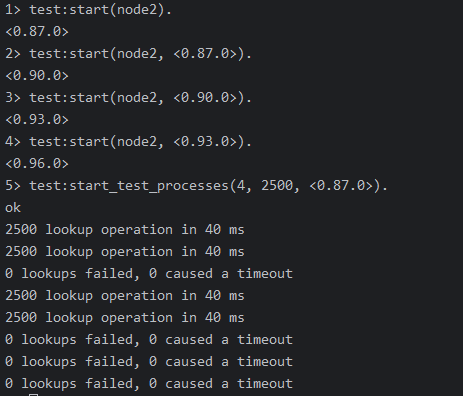 1> test:start(node2).
<0.87.0>
2> test:start(node2, <0.87.0>).
<0.90.0>
3> test:start(node2, <0.90.0>).
<0.93.0>
4> test:start(node2, <0.93.0>).
<0.96.0>
5> test:start_test_processes(4, 2500, <0.87.0>).
ok
2500 lookup operation in 40 ms
2500 lookup operation in 40 ms
0 lookups failed, 0 caused a timeout
2500 lookup operation in 40 ms
2500 lookup operation in 40 ms
0 lookups failed, 0 caused a timeout
0 lookups failed, 0 caused a timeout
0 lookups failed, 0 caused a timeout